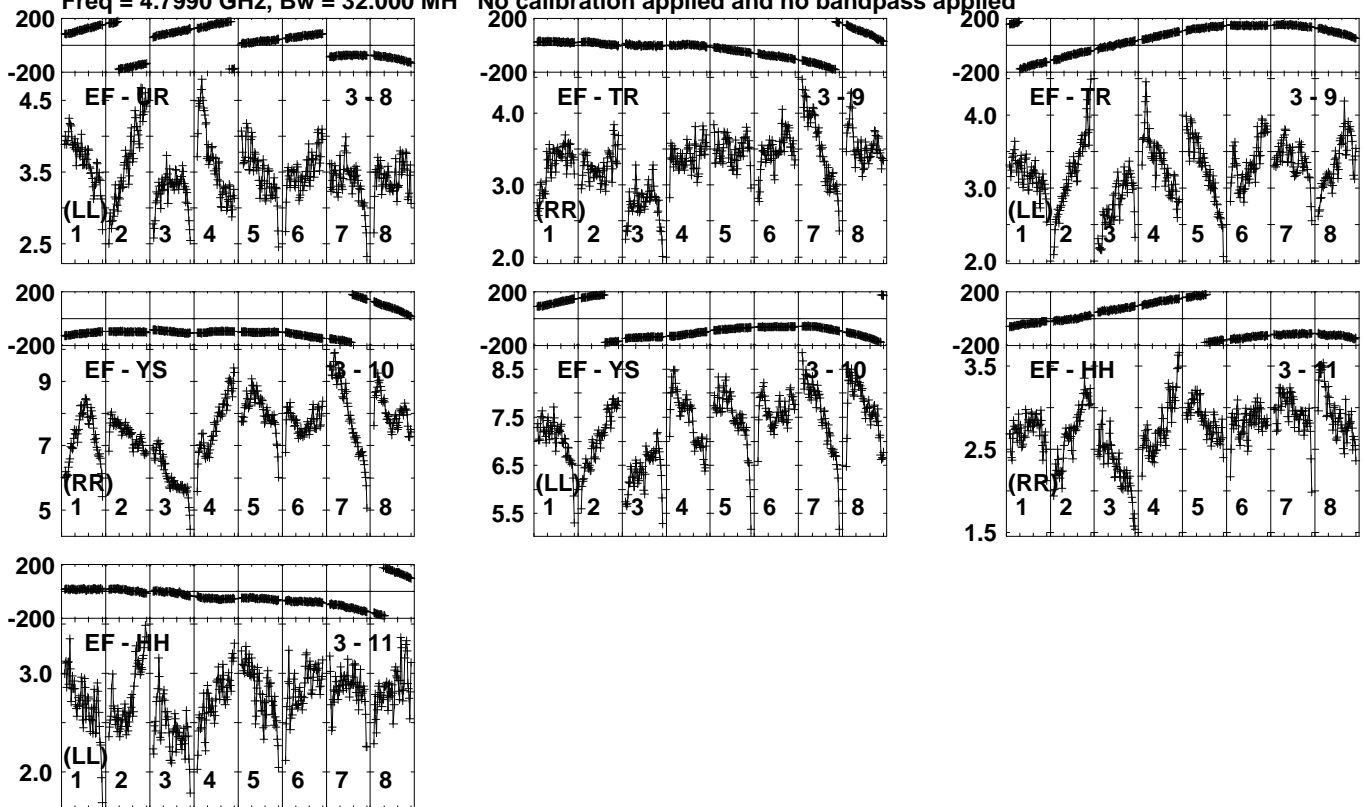 Freq = 4.7990 GHz, Bw = 32.000 MH No calibration applied and no bandpass applied
200
-200
4.5
3.5
2.5
EF - UR
3 - 8
(LL)
1 2 3 4 5 6 7 8
4.0
3.0
2.0
EF - TR
3 - 9
(RR)
1 2 3 4 5 6 7 8
200
-200
4.0
3.0
2.0
EF - TR
3 - 9
(LL)
1 2 3 4 5 6 7 8
200
-200
9
7
5
EF - YS
3 - 10
(RR)
1 2 3 4 5 6 7 8
200
-200
8.5
7.5
6.5
5.5
EF - YS
3 - 10
(LL)
1 2 3 4 5 6 7 8
200
-200
3.5
2.5
1.5
EF - HH
3 - 11
(RR)
1 2 3 4 5 6 7 8
200
-200
3.0
2.0
EF - HH
3 - 11
(LL)
1 2 3 4 5 6 7 8
200
-200